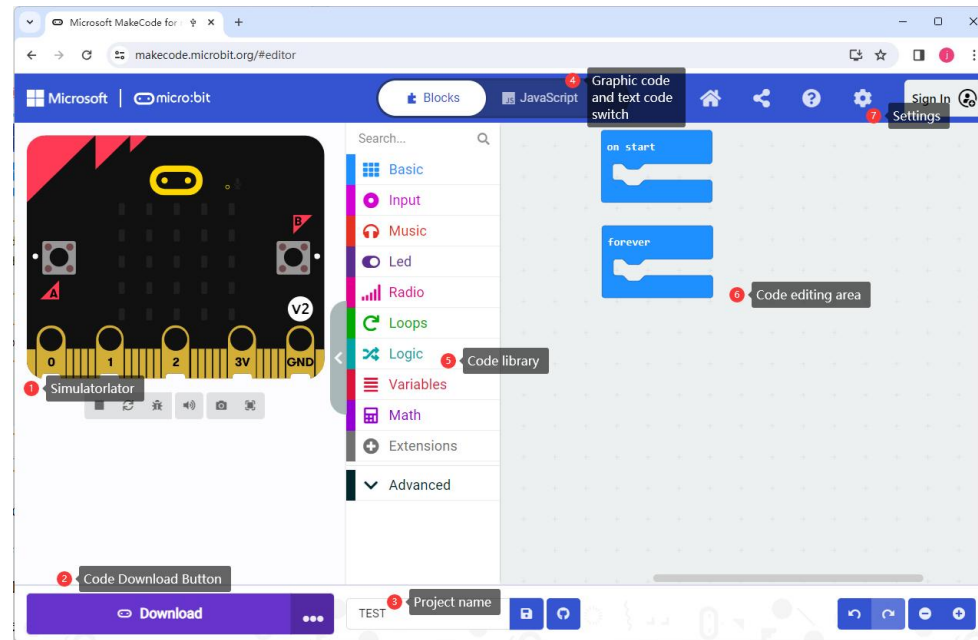 Microsoft MakeCode for
makecode.microbit.org/#editor
Microsoft
micro:bit
Blocks
JS
JavaScript
4
Graphic code
and text code
switch
Sign In
7
Settings
A
B
V2
0
1
2
3V
GND
1
Simulatorlator
Search...
Basic
Input
Music
Led
Radio
Loops
Logic
Variables
Math
Extensions
Advanced
5
Code library
on start
forever
6
Code editing area
2
Code Download Button
Download
TEST
3
Project name